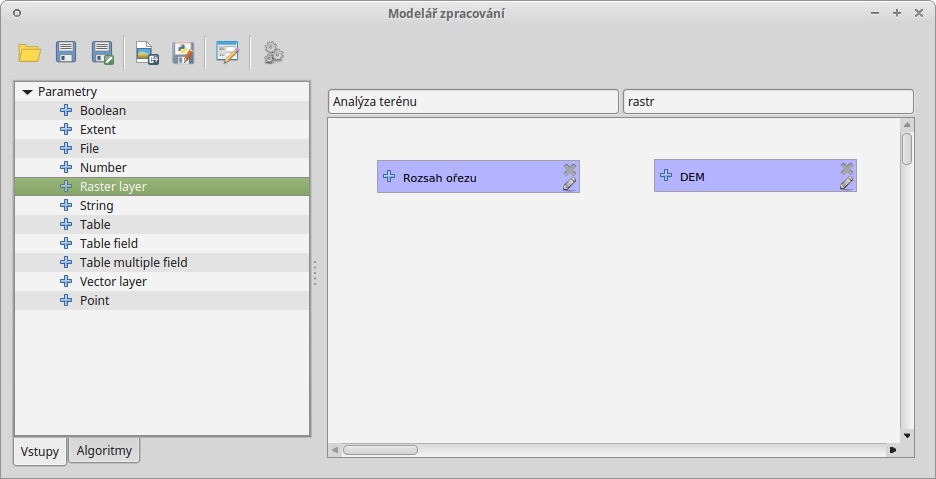 Modelář zpracování
Parametry
Boolean
Extent
File
Number
Raster layer
String
Table
Table field
Table multiple field
Vector layer
Point
Vstupy
Algoritmy
Analýza terénu
rastr
Rozsah ořezu
DEM